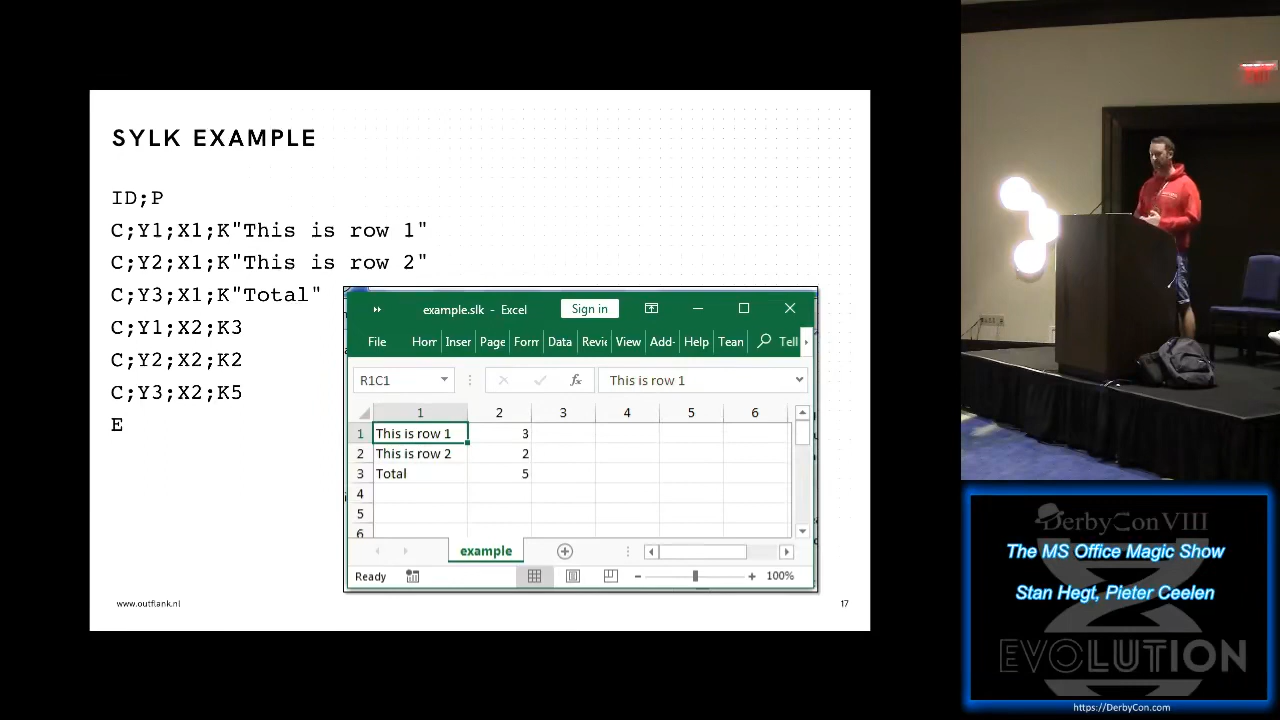 SYLK EXAMPLE
ID;P
C;Y1;X1;K"This is row 1"
C;Y2;X1;K"This is row 2"
C;Y3;X1;K"Total"
C;Y1;X2;K3
C;Y2;X2;K2
C;Y3;X2;K5
E
example.slk - Excel
Sign in
File Hom Inser Page Form Data Revie View Add- Help Tean Tell
R1C1 fx This is row 1
1 2 3 4 5 6
1 This is row 1 3
2 This is row 2 2
3 Total 5
4
5
6
example
Ready 100%
www.outflank.nl
17
DerbyCon VIII
The MS Office Magic Show
Stan Hegt, Pieter Ceelen
EVOLUTION
https://DerbyCon.com